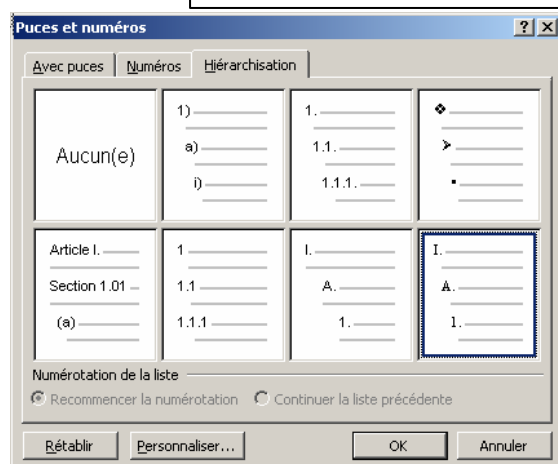 Puces et numéros
Avec puces Numéros Hiérarchisation
Aucun(e)
1)
a)
i)
1.
1.1.
1.1.1.
❖
➢
▪
Article I.
Section 1.01
(a)
1
1.1
1.1.1
I.
A.
1.
I.
A.
1.
Numérotation de la liste
Recommencer la numérotation Continuer la liste précédente
Rétablir Personnaliser... OK Annuler